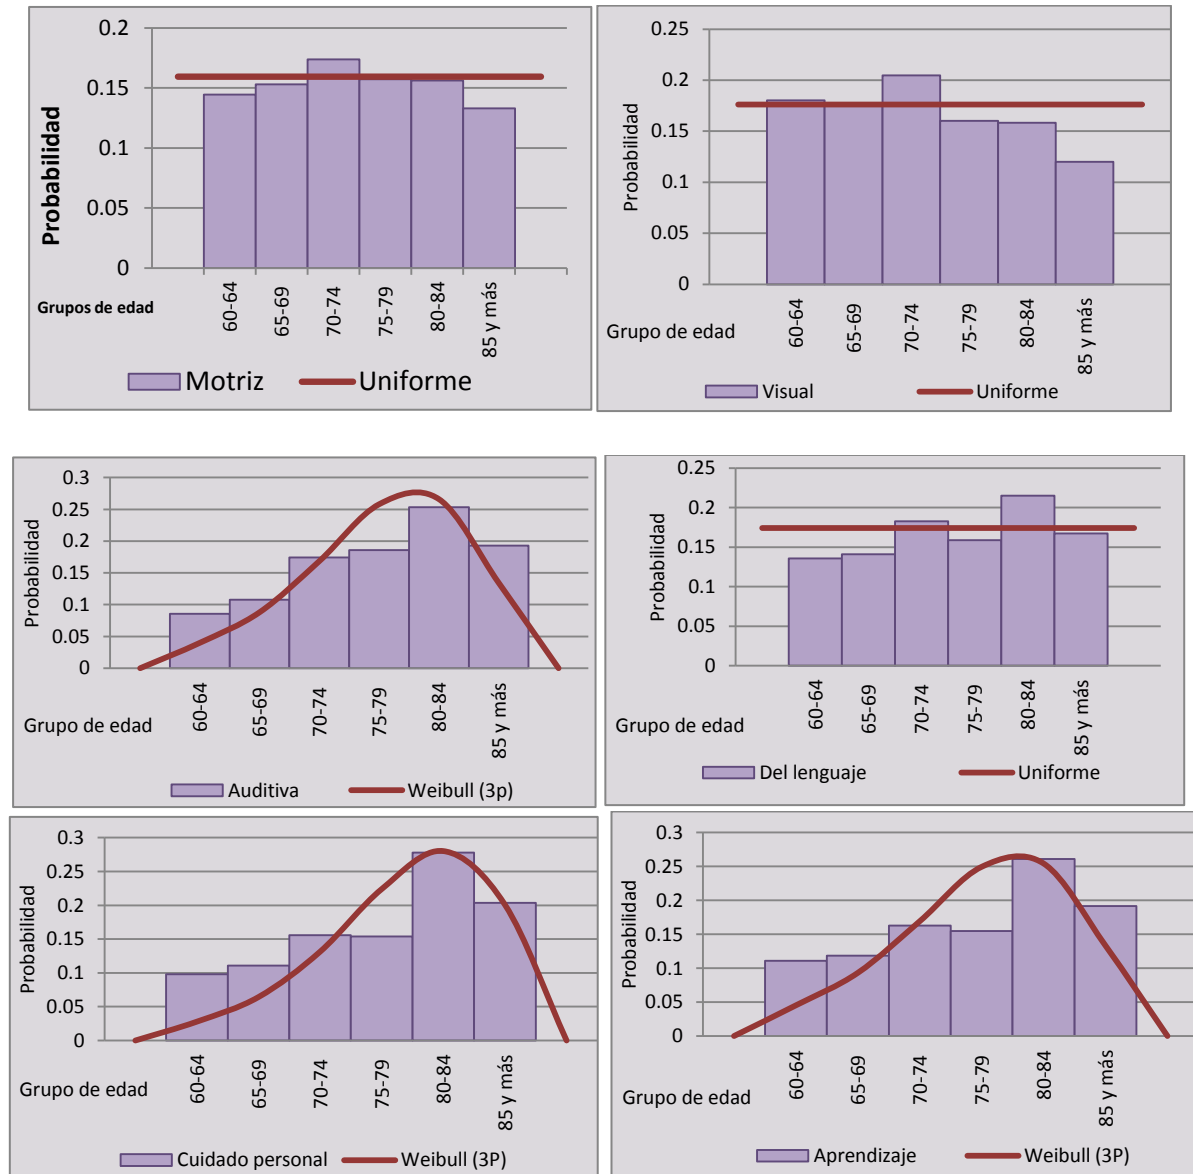 0.2
0.15
0.1
0.05
0
Probabilidad
Grupos de edad
60-64
65-69
70-74
75-79
80-84
85 y más
Motriz
Uniforme
0.25
0.2
0.15
0.1
0.05
0
Probabilidad
Grupo de edad
60-64
65-69
70-74
75-79
80-84
85 y más
Visual
Uniforme
0.3
0.25
0.2
0.15
0.1
0.05
0
Probabilidad
Grupo de edad
60-64
65-69
70-74
75-79
80-84
85 y más
Auditiva
Weibull (3p)
0.25
0.2
0.15
0.1
0.05
0
Probabilidad
Grupo de edad
60-64
65-69
70-74
75-79
80-84
85 y más
Del lenguaje
Uniforme
0.3
0.25
0.2
0.15
0.1
0.05
0
Probabilidad
Grupo de edad
60-64
65-69
70-74
75-79
80-84
85 y más
Cuidado personal
Weibull (3P)
0.3
0.25
0.2
0.15
0.1
0.05
0
Probabilidad
Grupo de edad
60-64
65-69
70-74
75-79
80-84
85 y más
Aprendizaje
Weibull (3P)